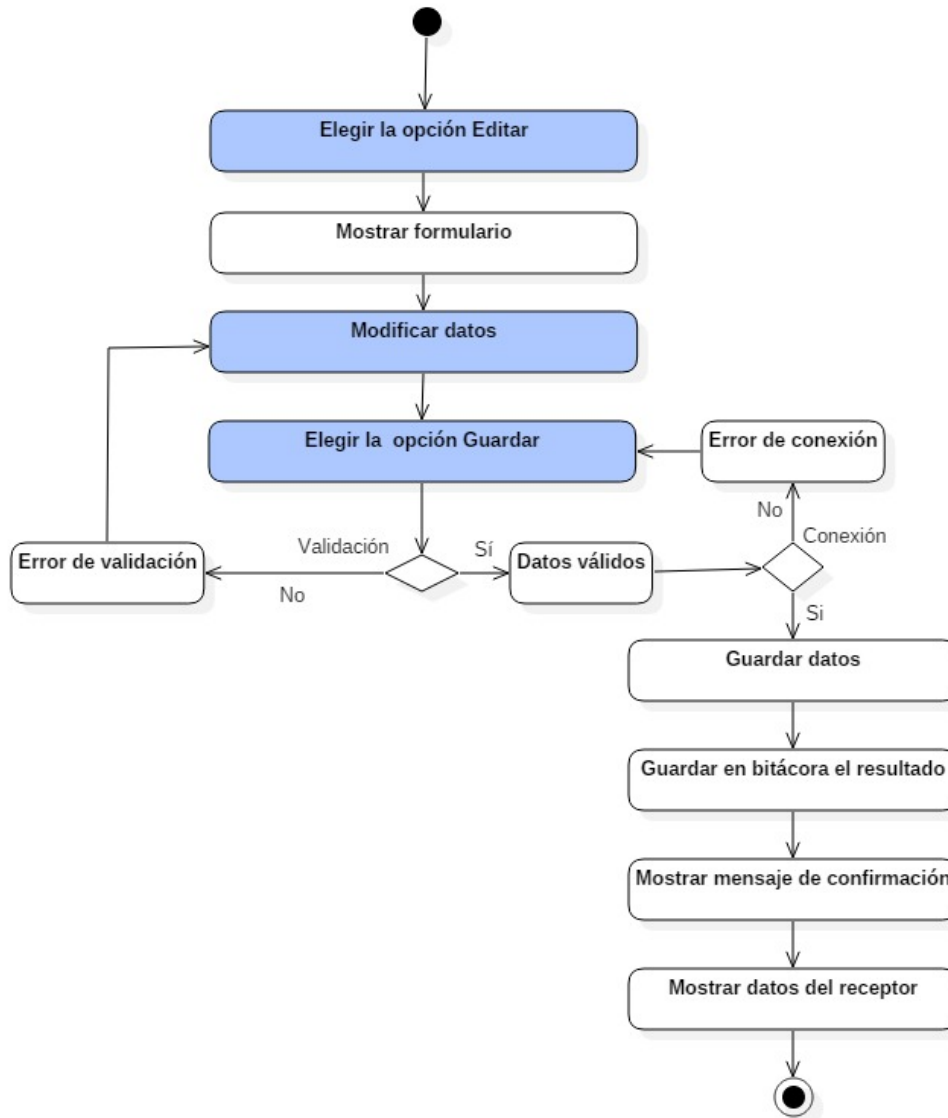 Elegir la opción Editar
Mostrar formulario
Modificar datos
Elegir la opción Guardar
Error de conexión
No
Conexión
Validación
Sí
Error de validación
Datos válidos
No
Si
Guardar datos
Guardar en bitácora el resultado
Mostrar mensaje de confirmación
Mostrar datos del receptor